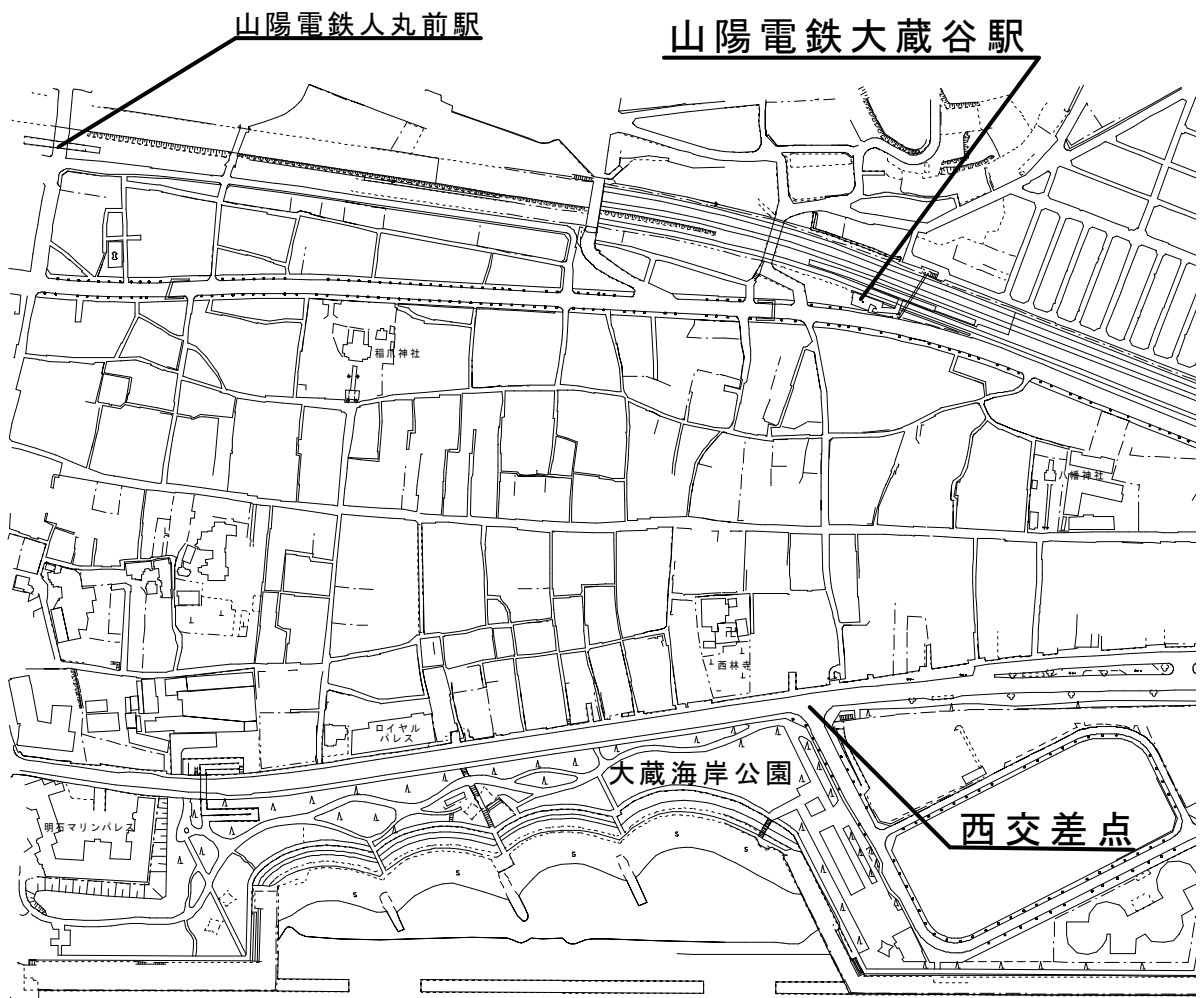 山陽電鉄人丸前駅
山陽電鉄大蔵谷駅
稲爪神社
八幡神社
西林寺
ロイヤル
パレス
大蔵海岸公園
明石マリンパレス
西交差点
s
s
s
s